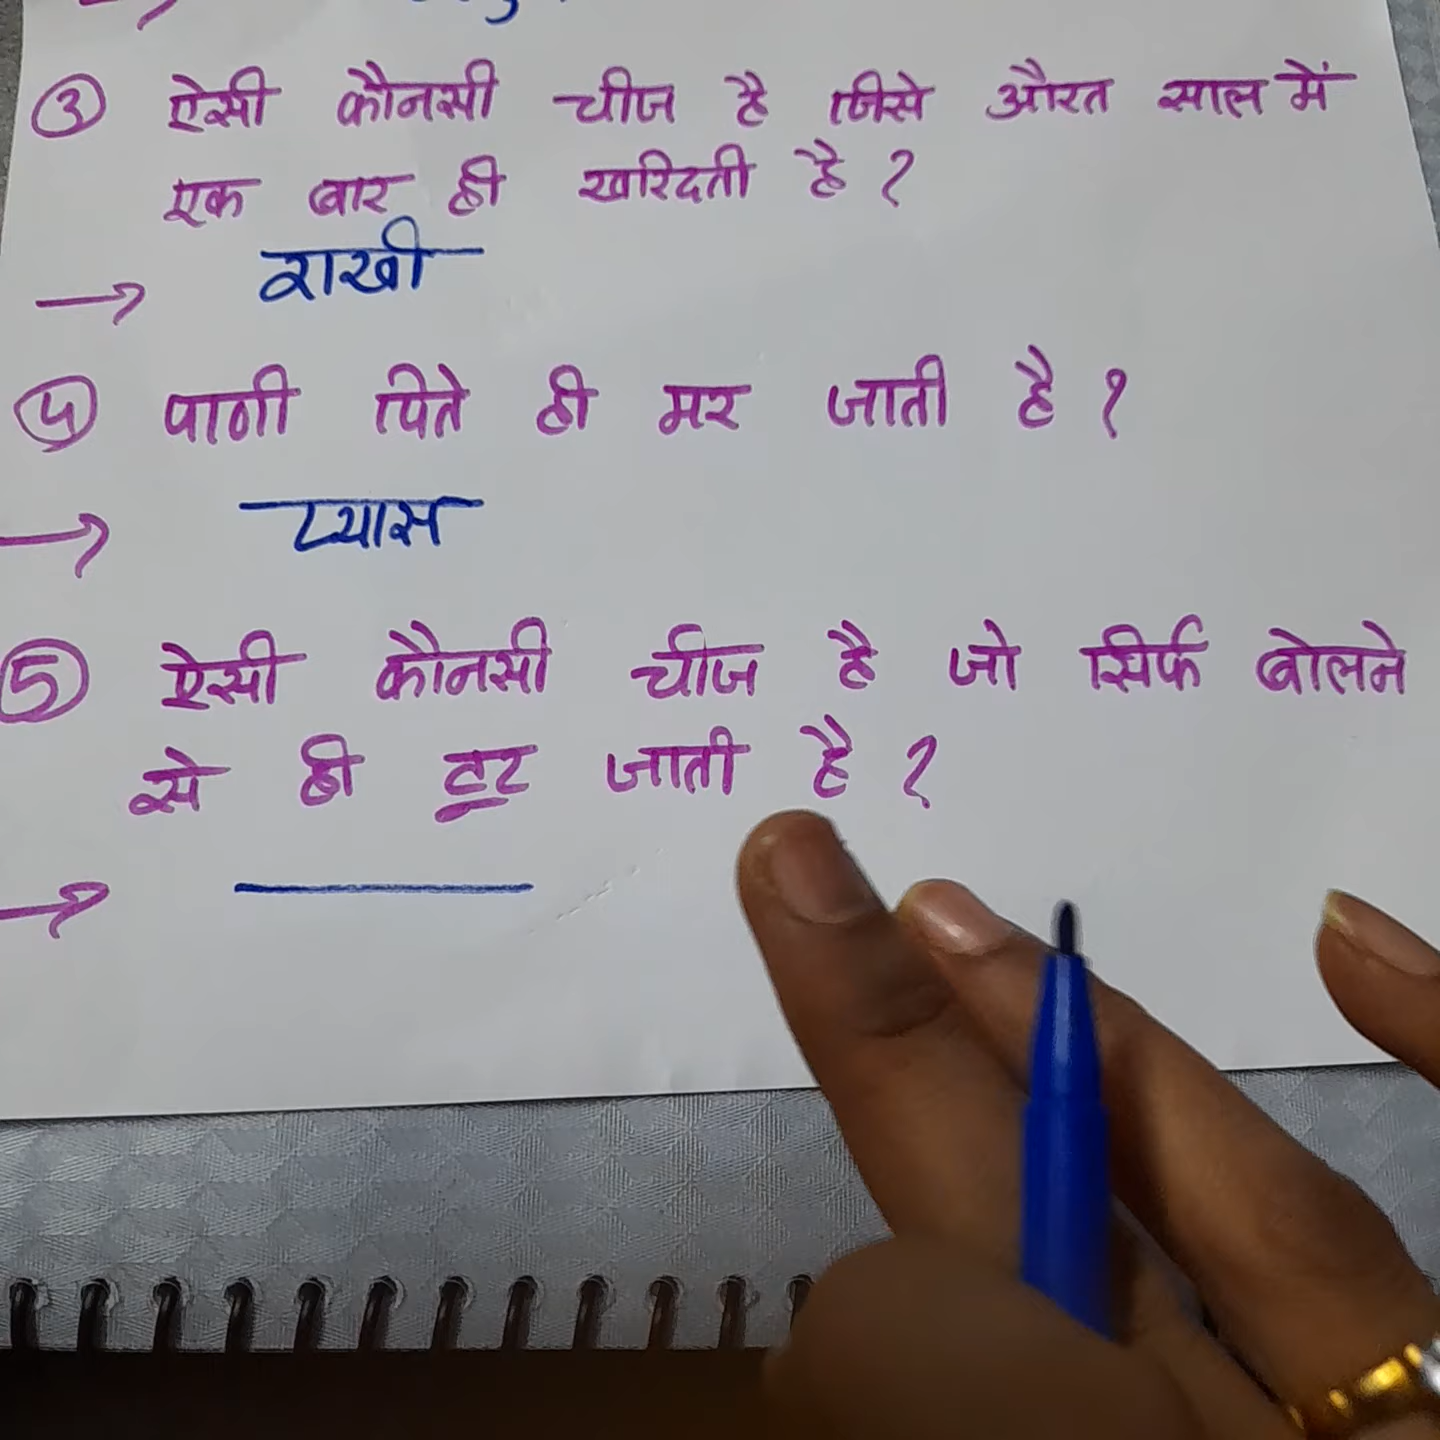 ③ ऐसी कौनसी चीज है जिसे औरत साल में
एक बार ही खरिदती है ?
→ राखी
④ पाणी पिते ही मर जाती है ?
→ प्यास
⑤ ऐसी कौनसी चीज है जो सिर्फ बोलने
से ही टूट जाती है ?
→